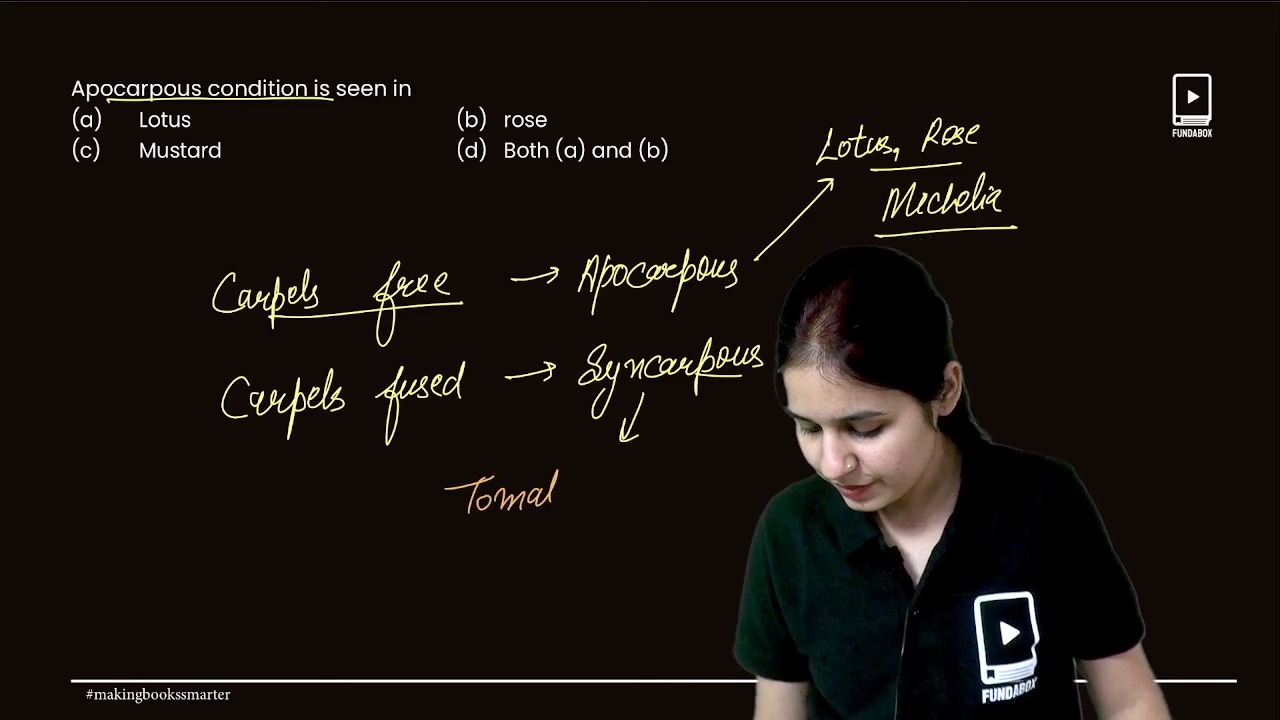 Apocarpous condition is seen in
(a) Lotus (b) rose
(c) Mustard (d) Both (a) and (b)
FUNDABOX
Lotus, Rose
Michelia
Carpels free → Apocarpous
Carpels fused → Syncarpous
Tomat
FUNDABOX
#makingbookssmarter